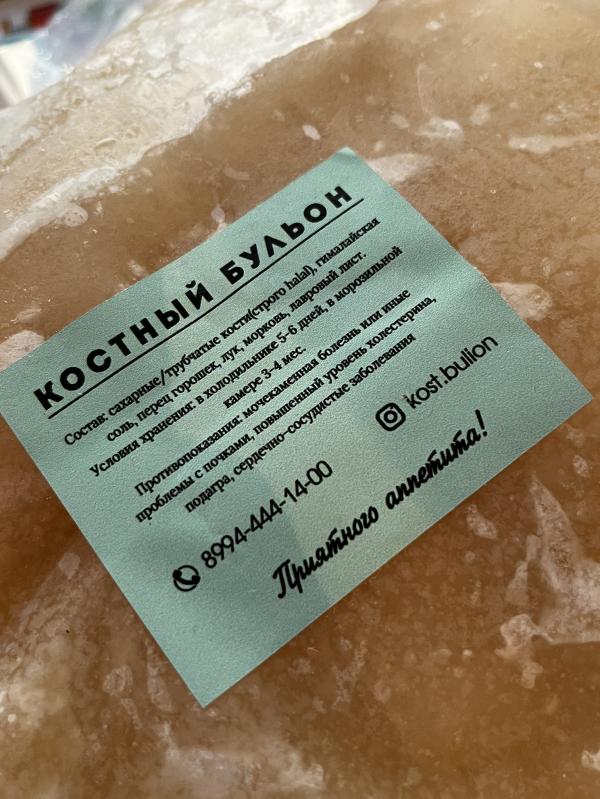 КОСТНЫЙ БУЛЬОН
Состав: сахарные/трубчатые кости(строго halal), гималайская
соль, перец горошек, лук, морковь, лавровый лист.
Условия хранения: в холодильнике 5-6 дней, в морозильной
камере 3-4 мес.
Противопоказания: мочекаменная болезнь или иные
проблемы с почками, повышенный уровень холестерина,
подагра, сердечно-сосудистые заболевания
kost.bulion
8994-444-14-00
Приятного аппетита!